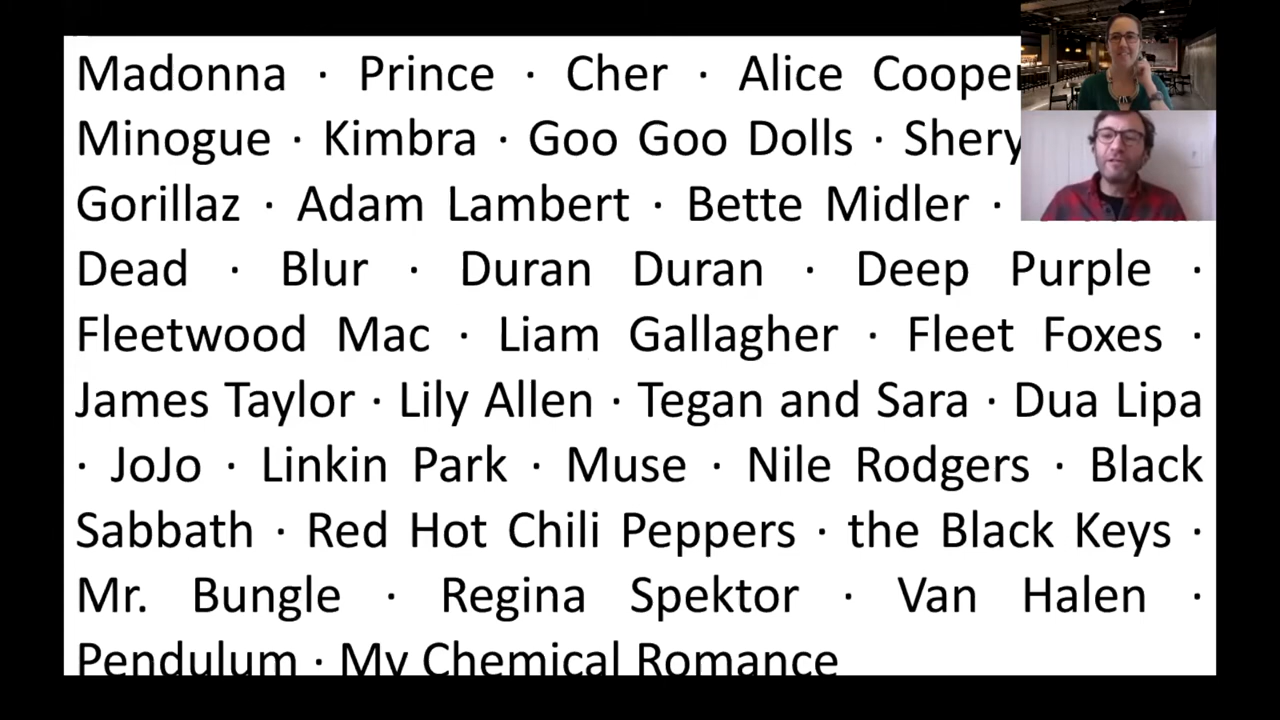 Madonna · Prince · Cher · Alice Cooper
Minogue · Kimbra · Goo Goo Dolls · Shery
Gorillaz · Adam Lambert · Bette Midler ·
Dead · Blur · Duran Duran · Deep Purple ·
Fleetwood Mac · Liam Gallagher · Fleet Foxes ·
James Taylor · Lily Allen · Tegan and Sara · Dua Lipa
· JoJo · Linkin Park · Muse · Nile Rodgers · Black
Sabbath · Red Hot Chili Peppers · the Black Keys ·
Mr. Bungle · Regina Spektor · Van Halen ·
Pendulum · My Chemical Romance